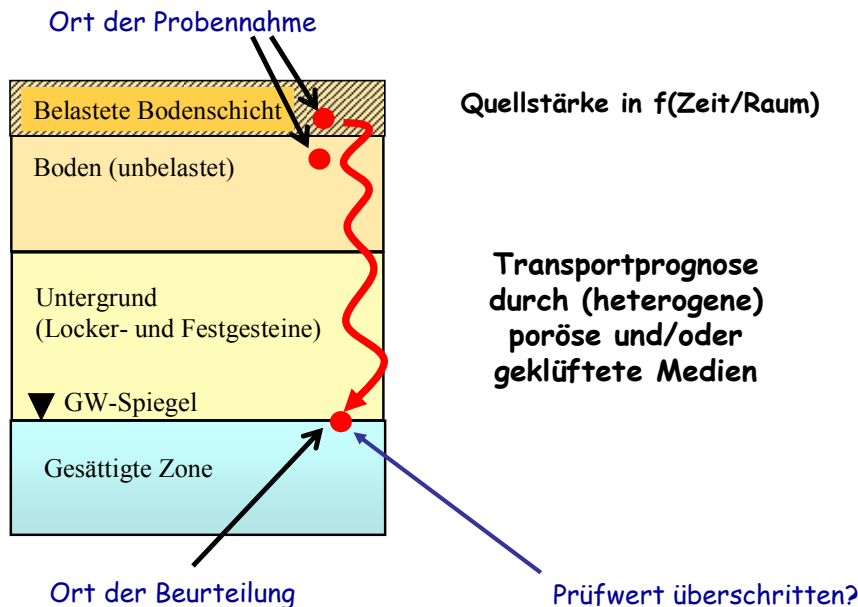 Ort der Probennahme
Belastete Bodenschicht
Quellstärke in f(Zeit/Raum)
Boden (unbelastet)
Transportprognose
durch (heterogene)
poröse und/oder
geklüftete Medien
Untergrund
(Locker- und Festgesteine)
GW-Spiegel
Gesättigte Zone
Ort der Beurteilung
Prüfwert überschritten?